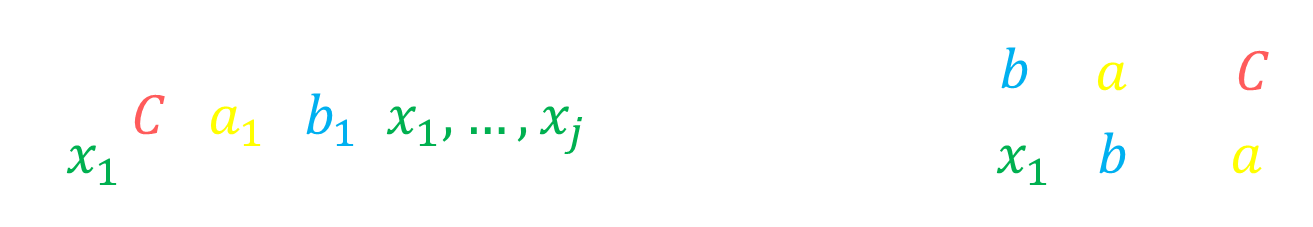 C a₁ b₁ x₁, ... , xⱼ
x₁
b a C
x₁ b a